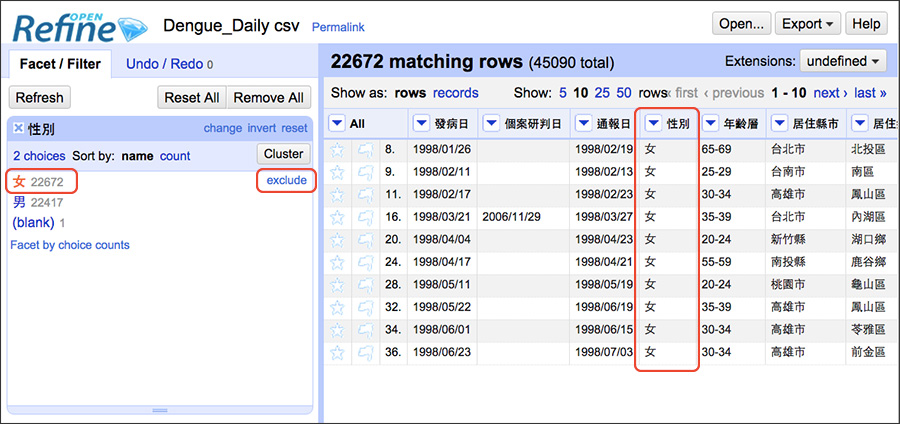 OPEN
Refine
Dengue_Daily csv Permalink
Open... Export Help
Facet / Filter Undo / Redo 0
Refresh Reset All Remove All
性別 change invert reset
2 choices Sort by: name count Cluster
女 22672 exclude
男 22417
(blank) 1
Facet by choice counts
22672 matching rows (45090 total) Extensions: undefined
Show as: rows records Show: 5 10 25 50 rows ‹‹ first ‹ previous 1 - 10 next › last »
All 發病日 個案研判日 通報日 性別 年齡層 居住縣市 居住
8. 1998/01/26 1998/02/19 女 65-69 台北市 北投區
9. 1998/02/11 1998/02/13 女 25-29 台南市 南區
11. 1998/02/17 1998/02/23 女 30-34 高雄市 鳳山區
16. 1998/03/21 2006/11/29 1998/03/27 女 35-39 台北市 內湖區
20. 1998/04/04 1998/04/23 女 20-24 新竹縣 湖口鄉
24. 1998/04/17 1998/04/21 女 55-59 南投縣 鹿谷鄉
28. 1998/05/11 1998/05/19 女 20-24 桃園市 龜山區
32. 1998/05/22 1998/06/19 女 35-39 高雄市 鳳山區
34. 1998/06/01 1998/06/15 女 30-34 高雄市 苓雅區
36. 1998/06/23 1998/07/03 女 30-34 高雄市 前金區